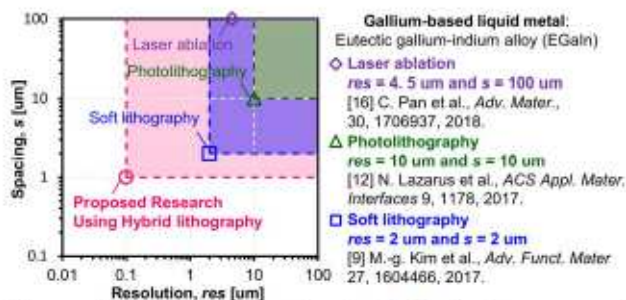 100
10
1
0.1
0.01
0.1
1
10
100
Spacing, s [um]
Resolution, res [um]
Laser ablation
Photolithography
Soft lithography
Proposed Research
Using Hybrid lithography
Gallium-based liquid metal:
Eutectic gallium-indium alloy (EGaIn)
Laser ablation
res = 4. 5 um and s = 100 um
[16] C. Pan et al., Adv. Mater.,
30, 1706937, 2018.
Photolithography
res = 10 um and s = 10 um
[12] N. Lazarus et al., ACS Appl. Mater.
Interfaces 9, 1178, 2017.
Soft lithography
res = 2 um and s = 2 um
[9] M.-g. Kim et al., Adv. Funct. Mater
27, 1604466, 2017.